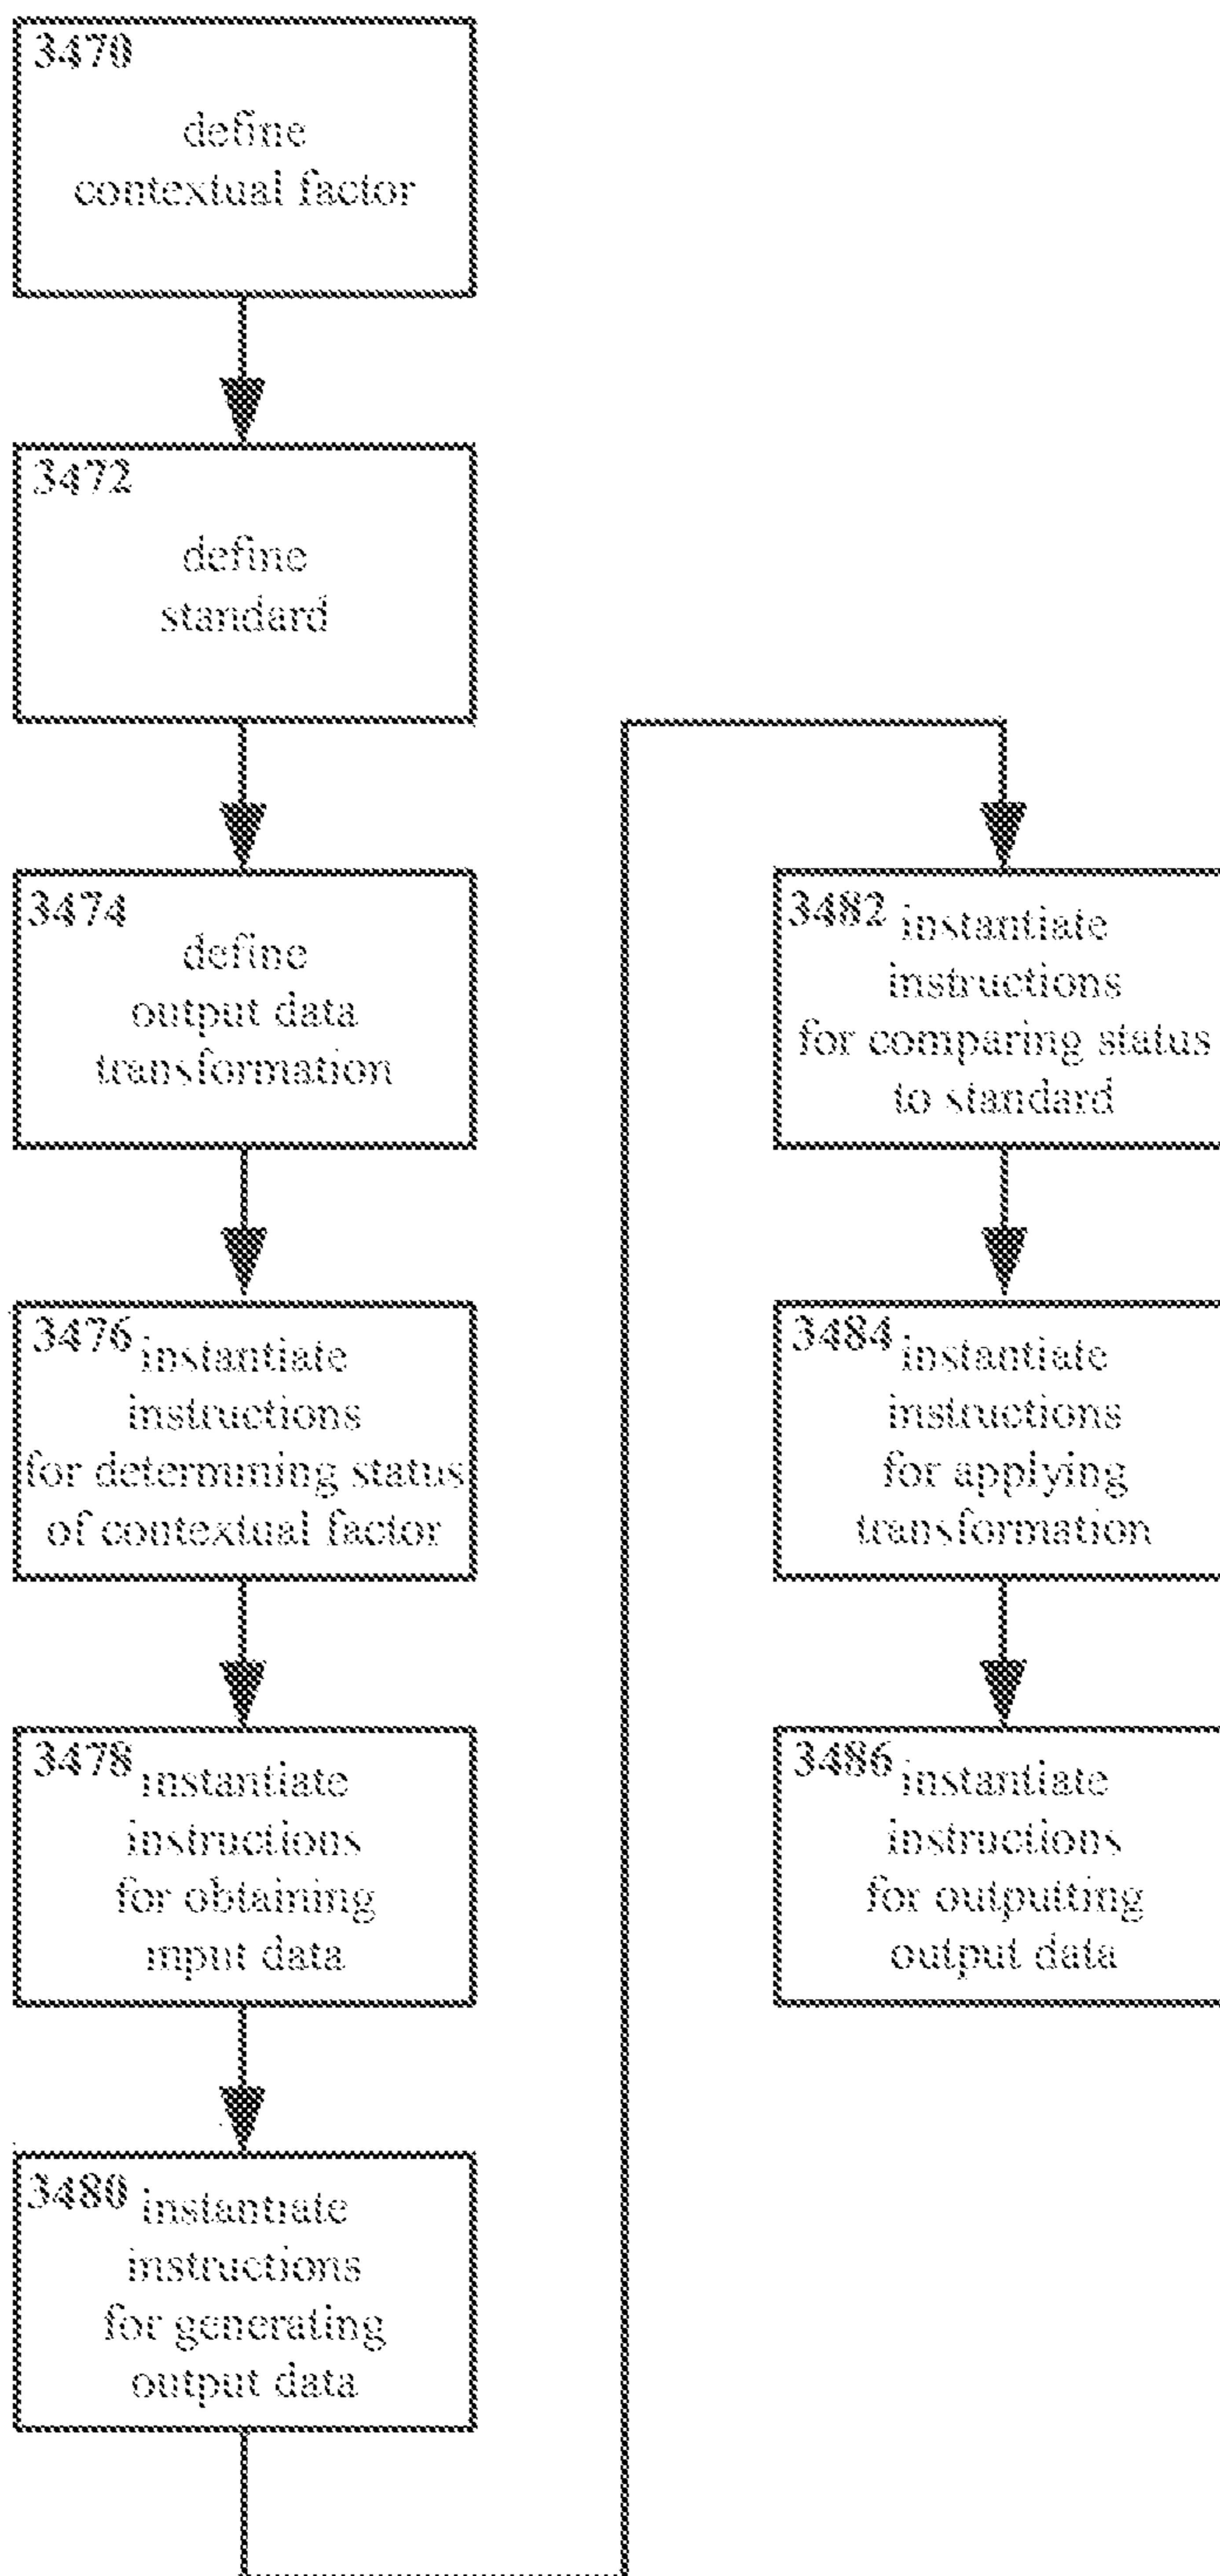 3470
define
contextual factor
3472
define
standard
3474
define
output data
transformation
3476 instantiate
instructions
for determining status
of contextual factor
3478 instantiate
instructions
for obtaining
input data
3480 instantiate
instructions
for generating
output data
3482 instantiate
instructions
for comparing status
to standard
3484 instantiate
instructions
for applying
transformation
3486 instantiate
instructions
for outputting
output data